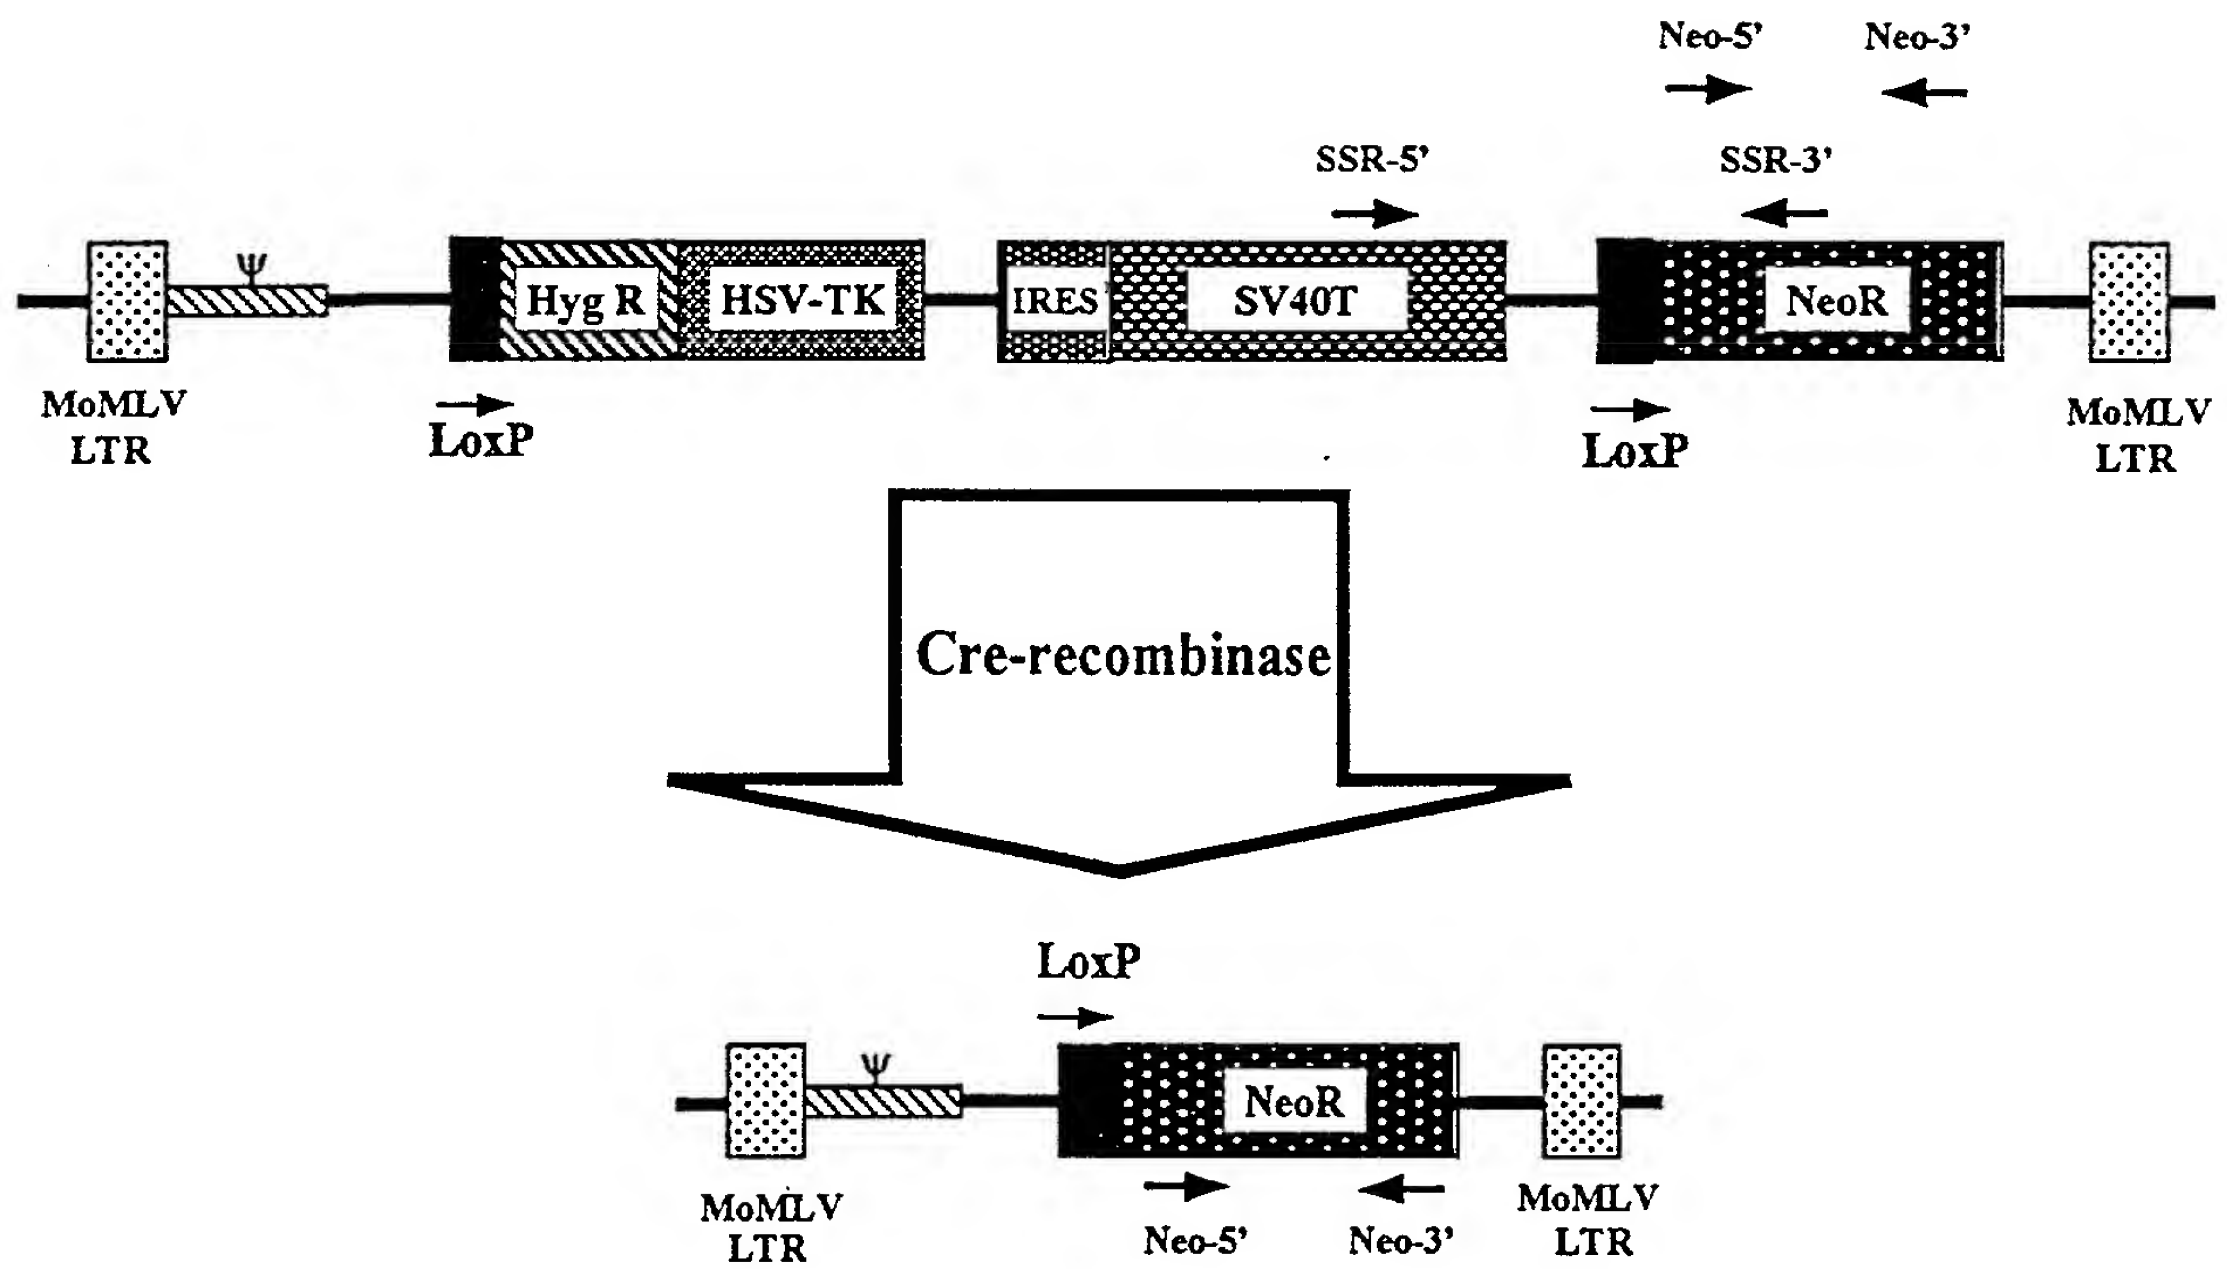 Neo-5’ Neo-3’
SSR-5’ SSR-3’
Ψ
Hyg R HSV-TK IRES SV40T NeoR
MoMLV
LTR
LoxP
LoxP
MoMLV
LTR
Cre-recombinase
LoxP
Ψ
NeoR
MoMLV
LTR
Neo-5’ Neo-3’
MoMLV
LTR